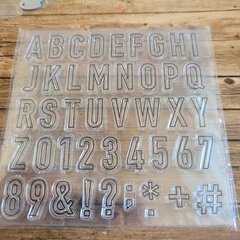 ABCDEFGHi
JKLMNOPQ
RSTUVWXY
Z01234567
89&!?;*.+#